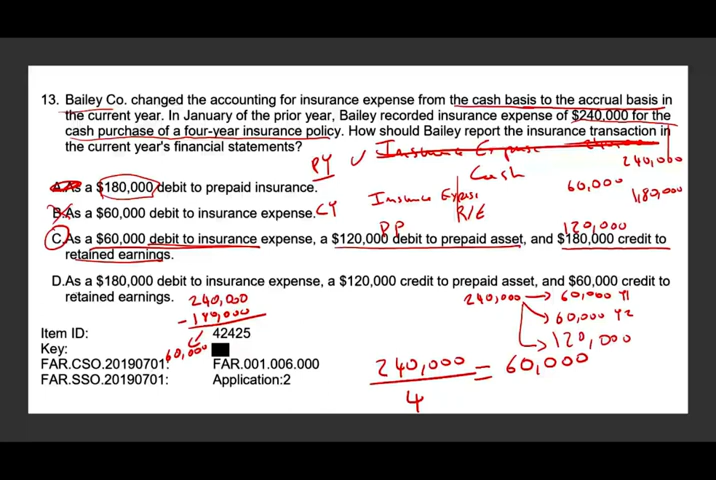 13. Bailey Co. changed the accounting for insurance expense from the cash basis to the accrual basis in
the current year. In January of the prior year, Bailey recorded insurance expense of $240,000 for the
cash purchase of a four-year insurance policy. How should Bailey report the insurance transaction in
the current year's financial statements?
PY ✓ Insurance Expense 240,000
Cash 240,000
A. As a $180,000 debit to prepaid insurance.
Insurance Expense 60,000
R/E 180,000
B. As a $60,000 debit to insurance expense. CY
PP 120,000
C. As a $60,000 debit to insurance expense, a $120,000 debit to prepaid asset, and $180,000 credit to
retained earnings.
D. As a $180,000 debit to insurance expense, a $120,000 credit to prepaid asset, and $60,000 credit to
retained earnings.
240,000
- 180,000
60,000
240,000 → 60,000 Y1
→ 60,000 Y2
→ 120,000
Item ID: 42425
Key:
FAR.CSO.20190701: FAR.001.006.000
FAR.SSO.20190701: Application:2
240,000 = 60,000
4